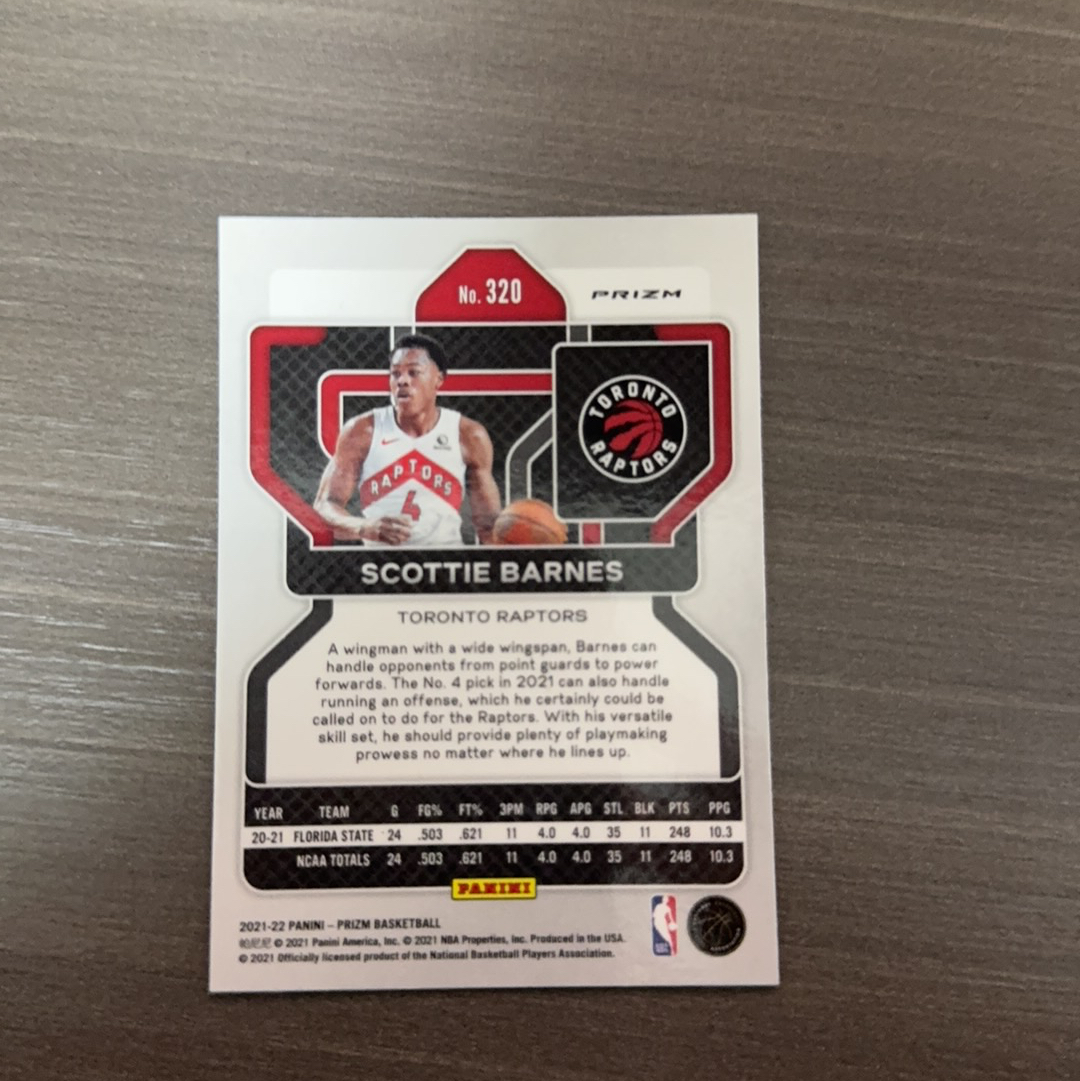 No. 320
PRIZM
TORONTO
RAPTORS
RAPTORS
4
SCOTTIE BARNES
TORONTO RAPTORS
A wingman with a wide wingspan, Barnes can
handle opponents from point guards to power
forwards. The No. 4 pick in 2021 can also handle
running an offense, which he certainly could be
called on to do for the Raptors. With his versatile
skill set, he should provide plenty of playmaking
prowess no matter where he lines up.
YEAR TEAM G FG% FT% 3PM RPG APG STL BLK PTS PPG
20-21 FLORIDA STATE 24 .503 .621 11 4.0 4.0 35 11 248 10.3
NCAA TOTALS 24 .503 .621 11 4.0 4.0 35 11 248 10.3
PANINI
2021-22 PANINI – PRIZM BASKETBALL
帕尼尼 © 2021 Panini America, Inc. © 2021 NBA Properties, Inc. Produced in the USA.
© 2021 Officially licensed product of the National Basketball Players Association.